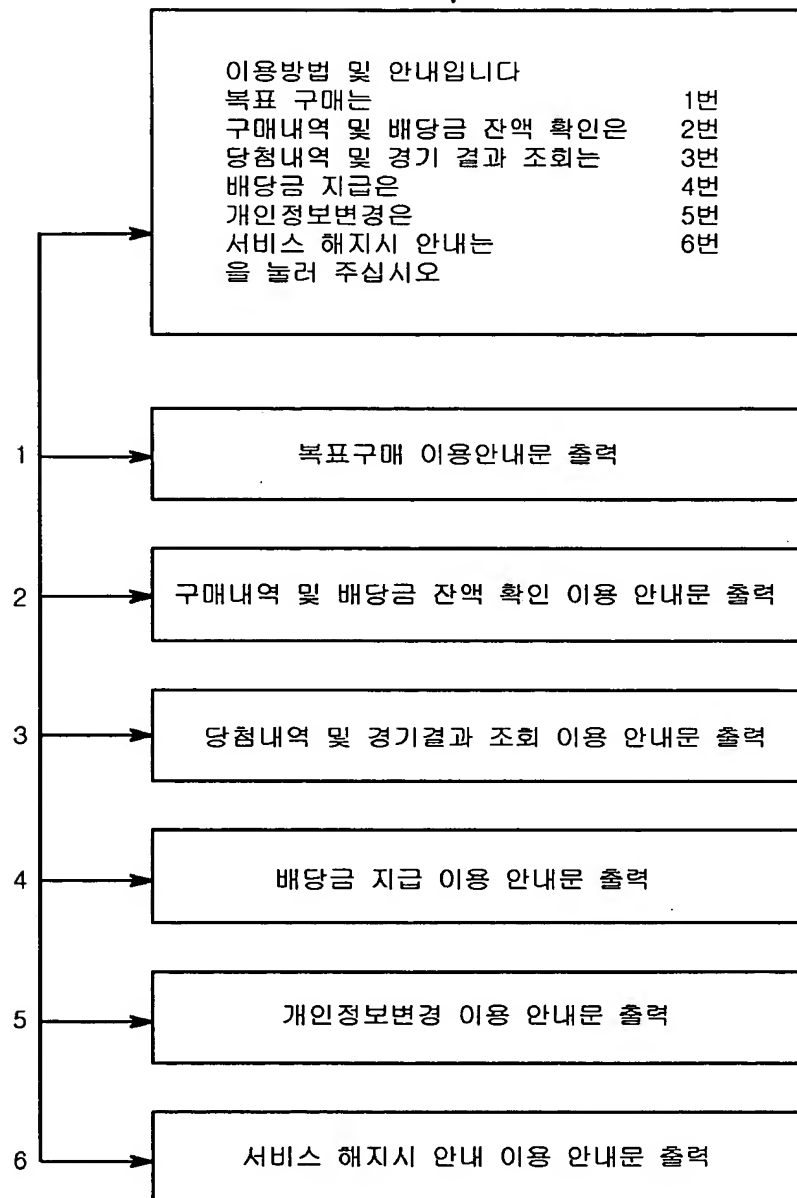 이용방법 및 안내입니다
복표 구매는 1번
구매내역 및 배당금 잔액 확인은 2번
당첨내역 및 경기 결과 조회는 3번
배당금 지급은 4번
개인정보변경은 5번
서비스 해지시 안내는 6번
을 눌러 주십시오
1 복표구매 이용안내문 출력
2 구매내역 및 배당금 잔액 확인 이용 안내문 출력
3 당첨내역 및 경기결과 조회 이용 안내문 출력
4 배당금 지급 이용 안내문 출력
5 개인정보변경 이용 안내문 출력
6 서비스 해지시 안내 이용 안내문 출력